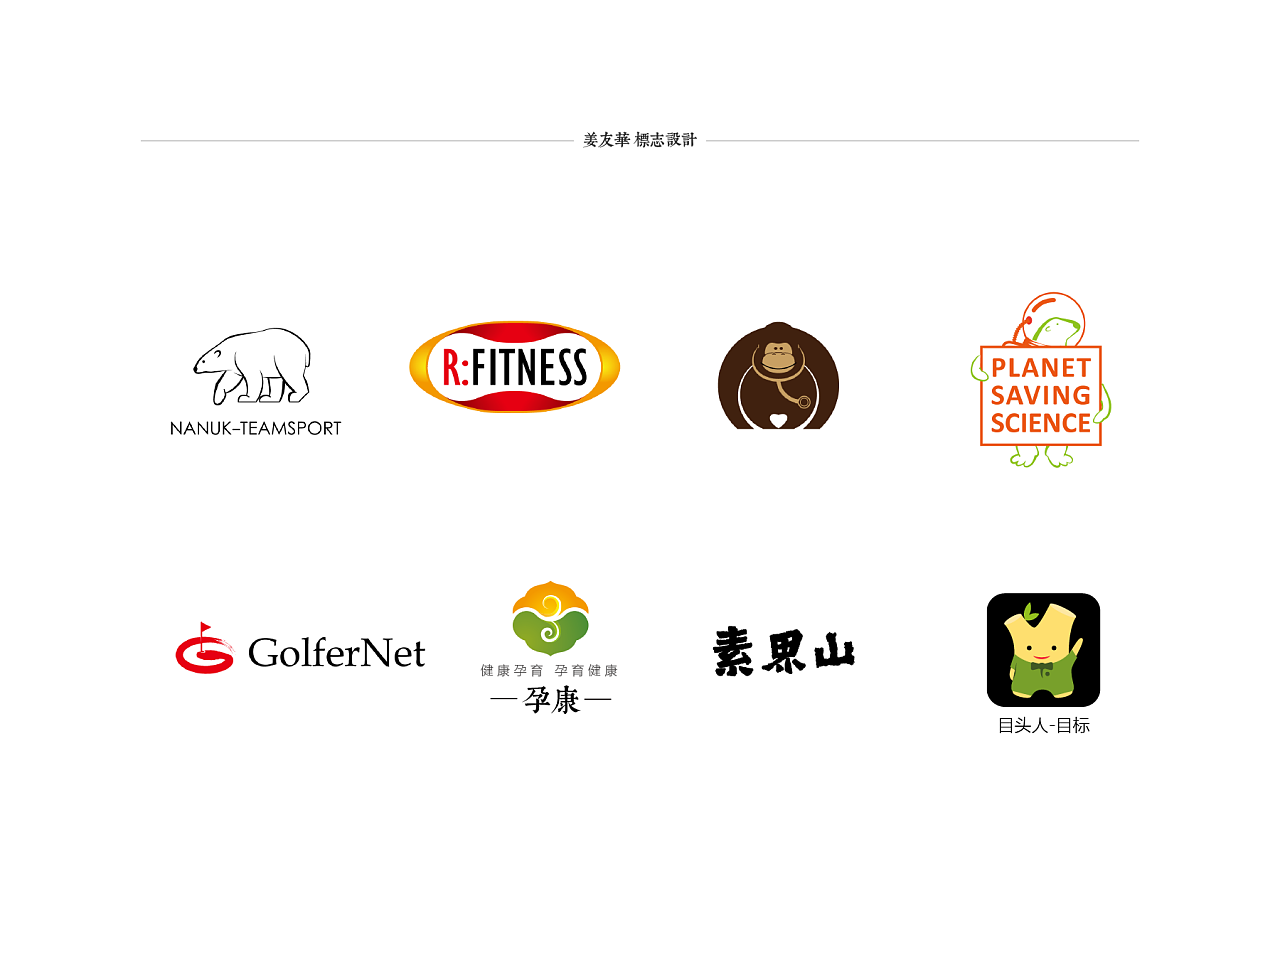 姜友華 標志設計
NANUK-TEAMSPORT
R:FITNESS
PLANET
SAVING
SCIENCE
GolferNet
健康孕育 孕育健康
孕康
素界山
目头人-目标